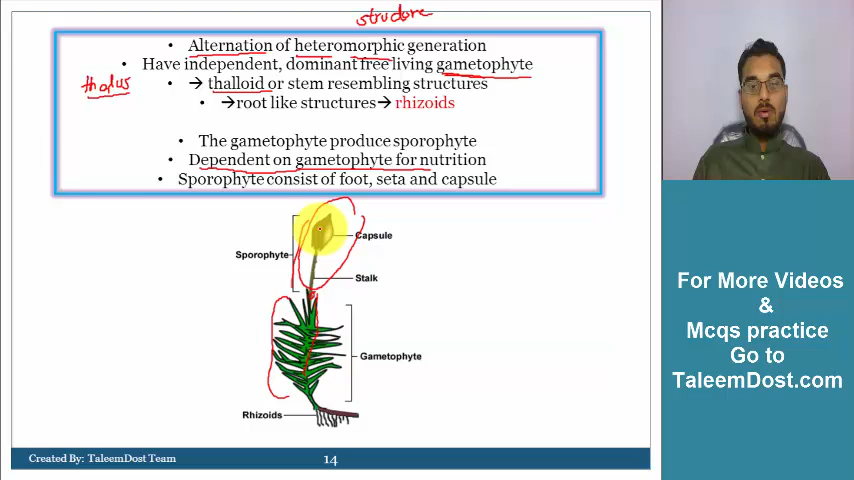 structure
• Alternation of heteromorphic generation
• Have independent, dominant free living gametophyte
thalus
• → thalloid or stem resembling structures
• →root like structures→ rhizoids
• The gametophyte produce sporophyte
• Dependent on gametophyte for nutrition
• Sporophyte consist of foot, seta and capsule
Capsule
Sporophyte
Stalk
Gametophyte
Rhizoids
For More Videos
&
Mcqs practice
Go to
TaleemDost.com
Created By: TaleemDost Team
14